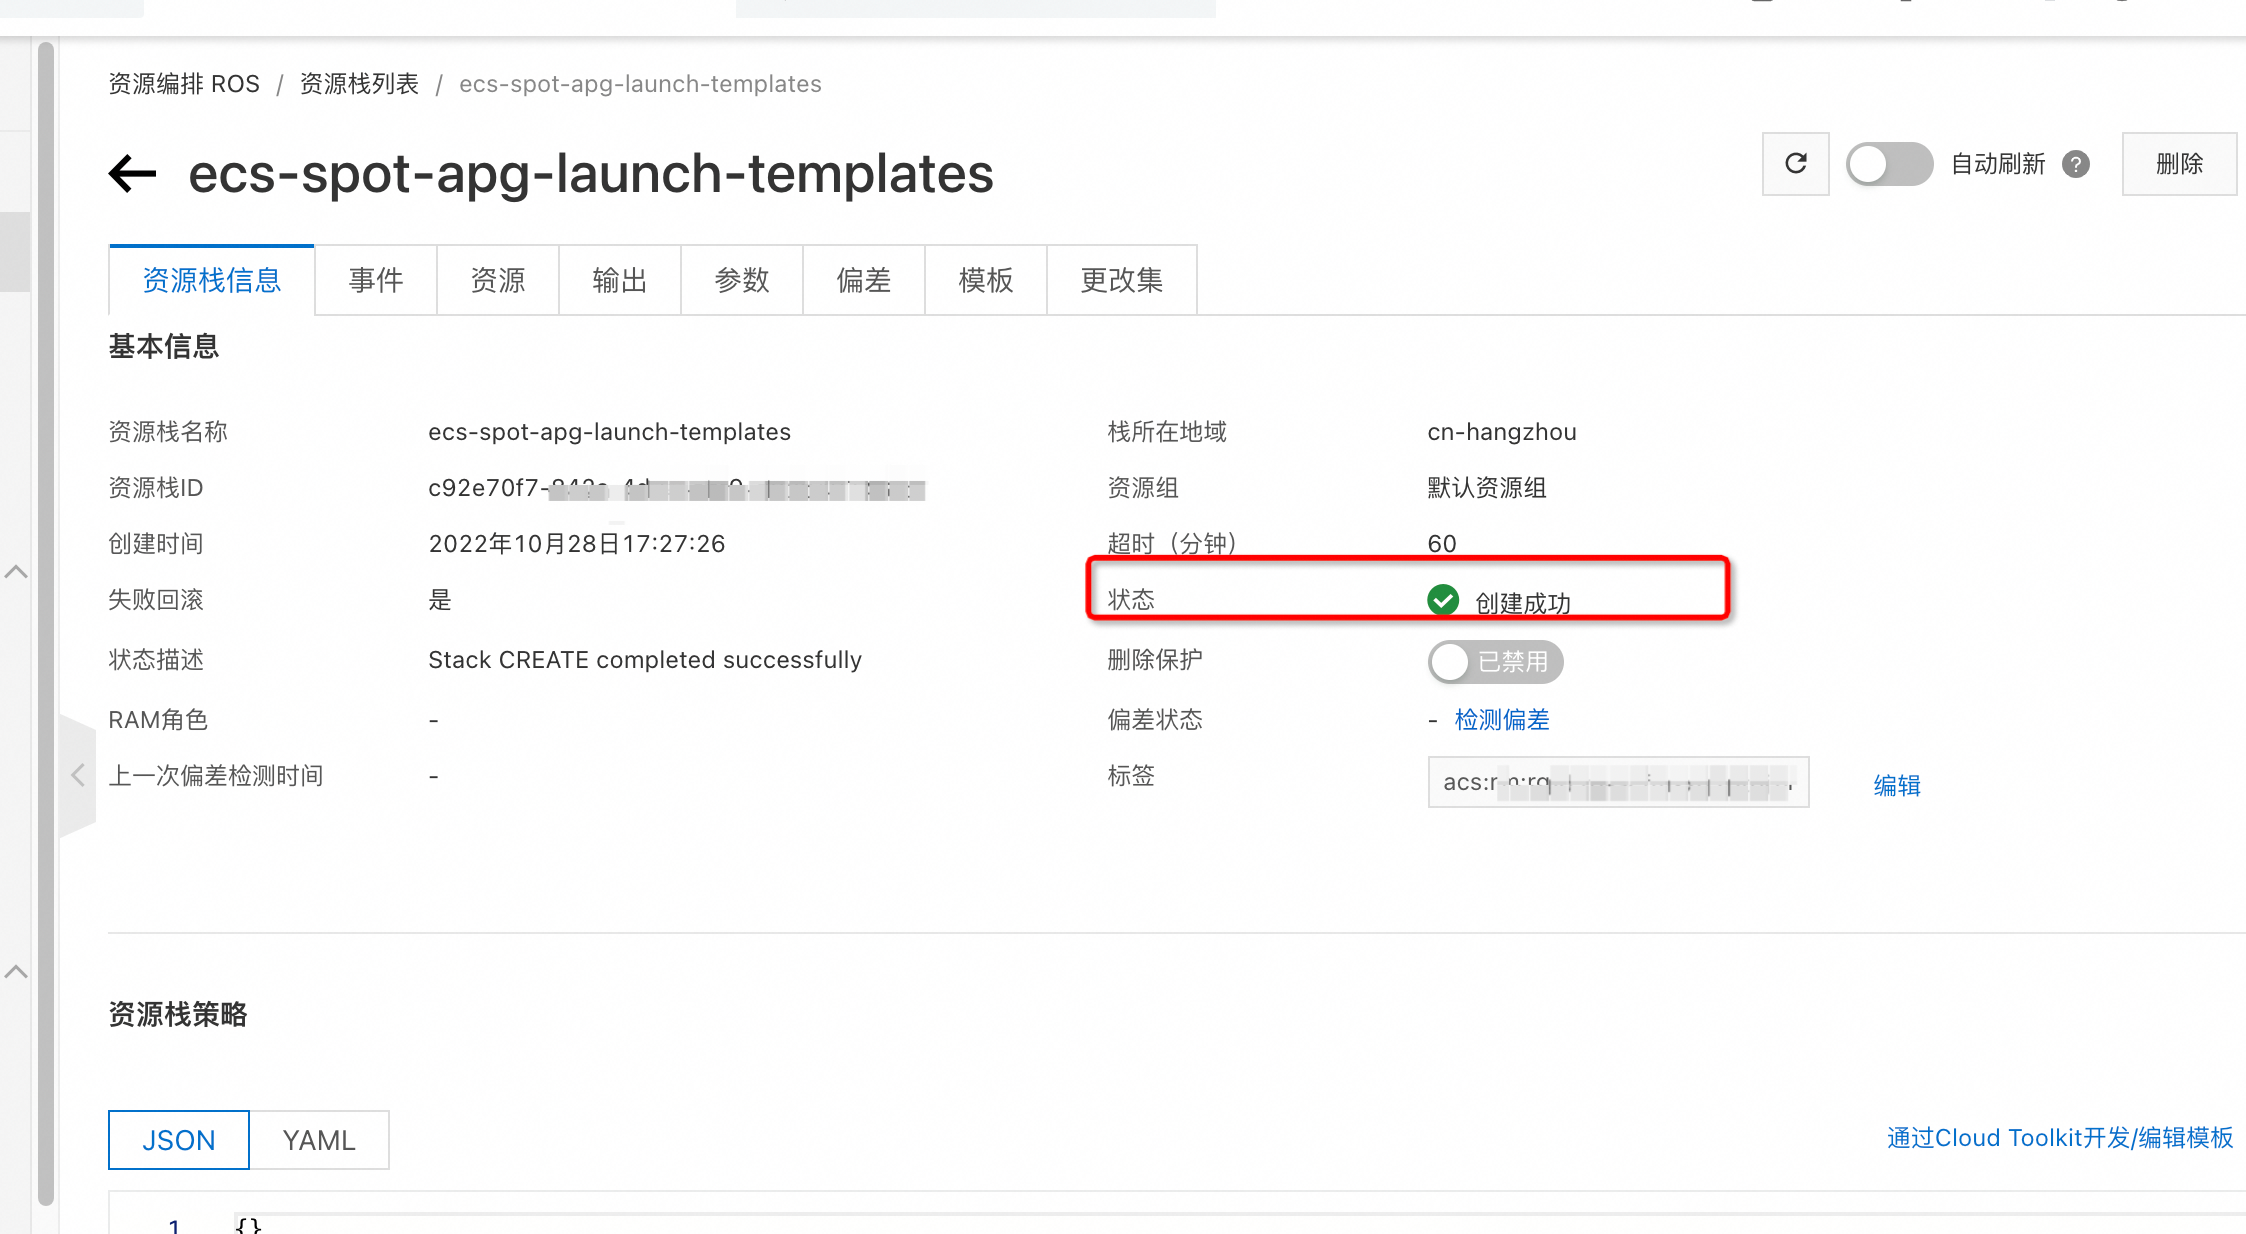 资源编排 ROS / 资源栈列表 / ecs-spot-apg-launch-templates
ecs-spot-apg-launch-templates
自动刷新 ?
删除
资源栈信息 事件 资源 输出 参数 偏差 模板 更改集
基本信息
资源栈名称 ecs-spot-apg-launch-templates 栈所在地域 cn-hangzhou
资源栈ID c92e70f7- 资源组 默认资源组
创建时间 2022年10月28日17:27:26 超时（分钟） 60
失败回滚 是 状态 创建成功
状态描述 Stack CREATE completed successfully 删除保护 已禁用
RAM角色 - 偏差状态 - 检测偏差
上一次偏差检测时间 - 标签 编辑
资源栈策略
JSON YAML 通过Cloud Toolkit开发/编辑模板
1 {}